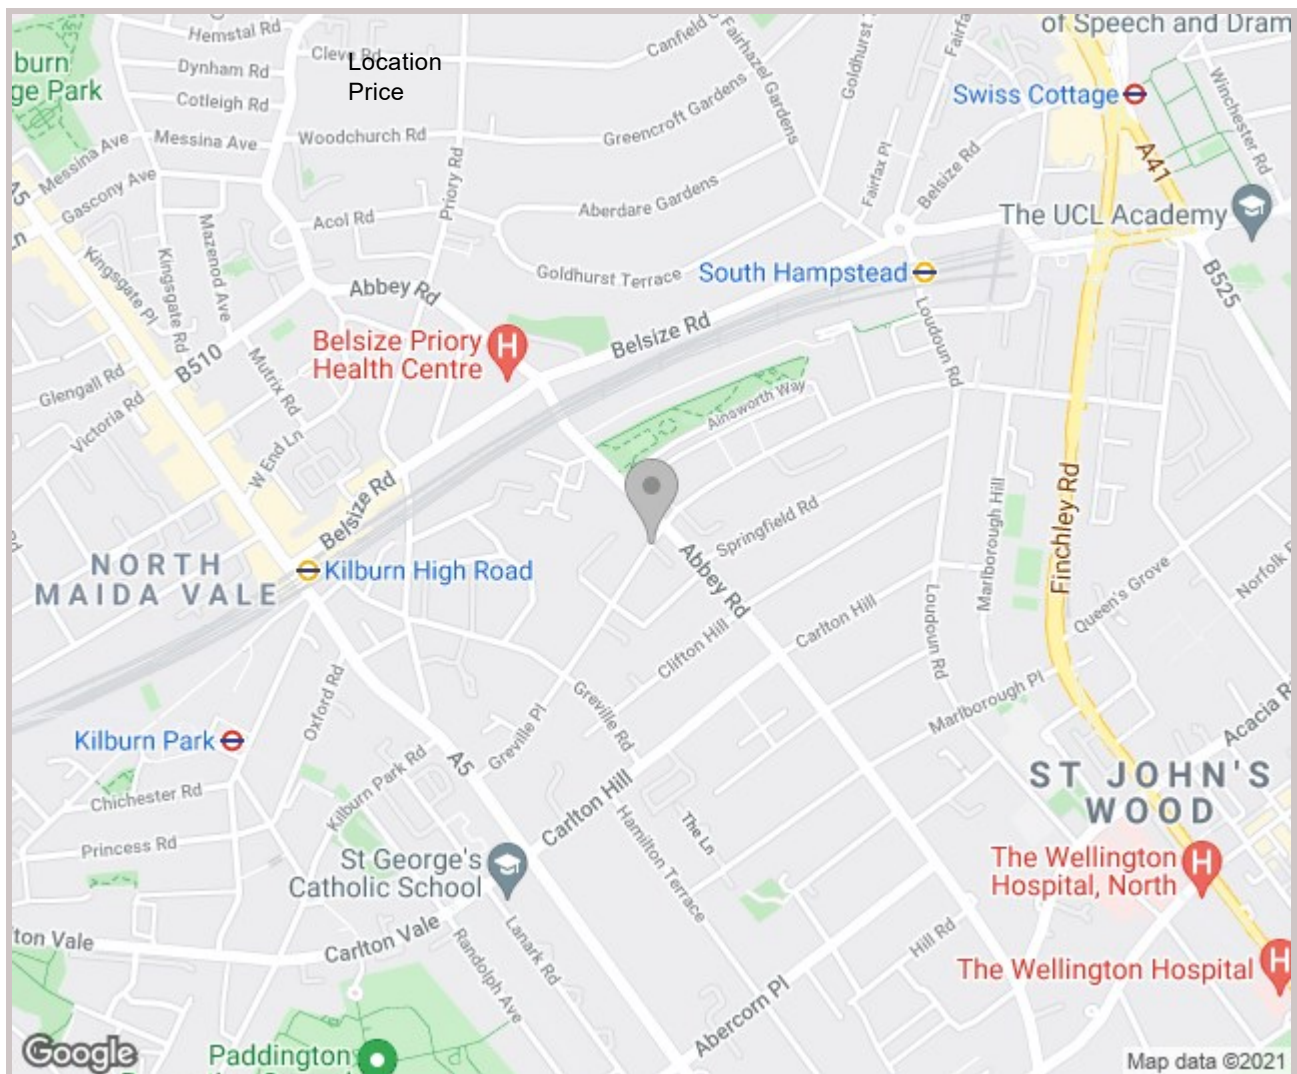 Hemstal Rd
Cleve Rd
Canfield
Fairhazel Gardens
Goldhurst
Fairfa
of Speech and Dram
Location
Price
burn
ge Park
Dynham Rd
Cotleigh Rd
Swiss Cottage
Winchester Rd
Messina Ave
Messina Ave
Woodchurch Rd
Greencroft Gardens
Priory Rd
Fairfax Pl
Belsize Rd
A41
A5
Gascony Ave
Mazenod Ave
Acol Rd
Aberdare Gardens
The UCL Academy
Ln
Kingsgate Pl
Kingsgate Rd
Goldhurst Terrace
South Hampstead
B525
Abbey Rd
Belsize Rd
Loudoun Rd
Belsize Priory
Health Centre
B510
Glengall Rd
Mutrix Rd
Victoria Rd
Ainsworth Way
W End Ln
Belsize Rd
Springfield Rd
Marlborough Hill
Finchley Rd
NORTH
MAIDA VALE
Kilburn High Road
Abbey Rd
Queen's Grove
Norfolk
Loudoun Rd
Clifton Hill
Carlton Hill
Oxford Rd
Greville Rd
Greville Pl
Marlborough Pl
Acacia R
Kilburn Park
A5
Kilburn Park Rd
Chichester Rd
ST JOHN'S
WOOD
Carlton Hill
Hamilton Terrace
The Ln
Princess Rd
St George's
Catholic School
The Wellington
Hospital, North
Carlton Vale
lton Vale
Randolph Ave
Lanark Rd
Hill Rd
The Wellington Hospital
Abercorn Pl
Google
Paddington
Map data ©2021